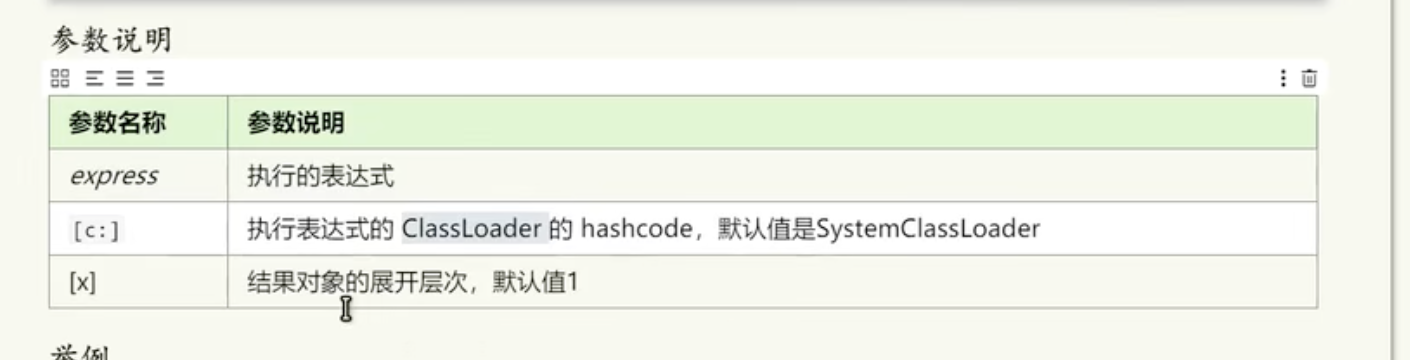 参数说明
参数名称 参数说明
express 执行的表达式
[c:] 执行表达式的 ClassLoader 的 hashcode，默认值是SystemClassLoader
[x] 结果对象的展开层次，默认值1
举例